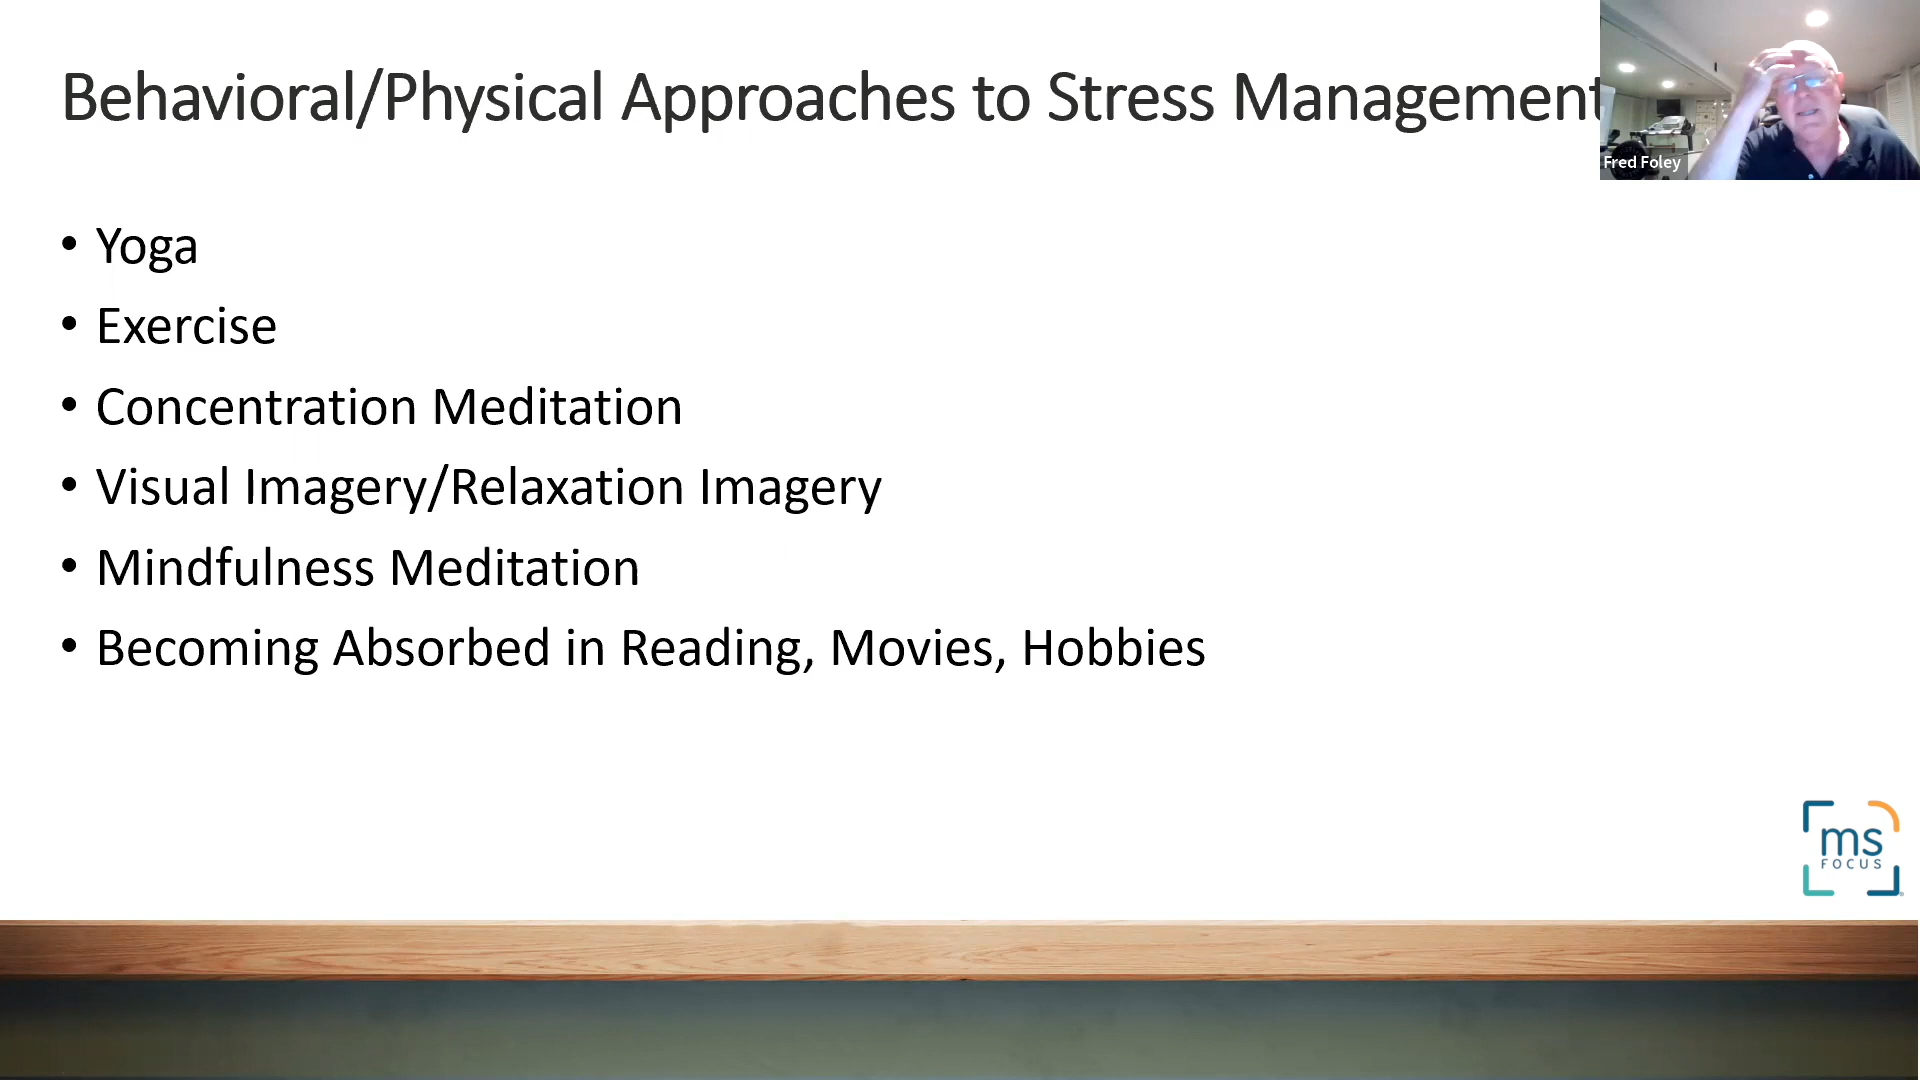 Behavioral/Physical Approaches to Stress Management
Fred Foley
• Yoga
• Exercise
• Concentration Meditation
• Visual Imagery/Relaxation Imagery
• Mindfulness Meditation
• Becoming Absorbed in Reading, Movies, Hobbies
ms
FOCUS